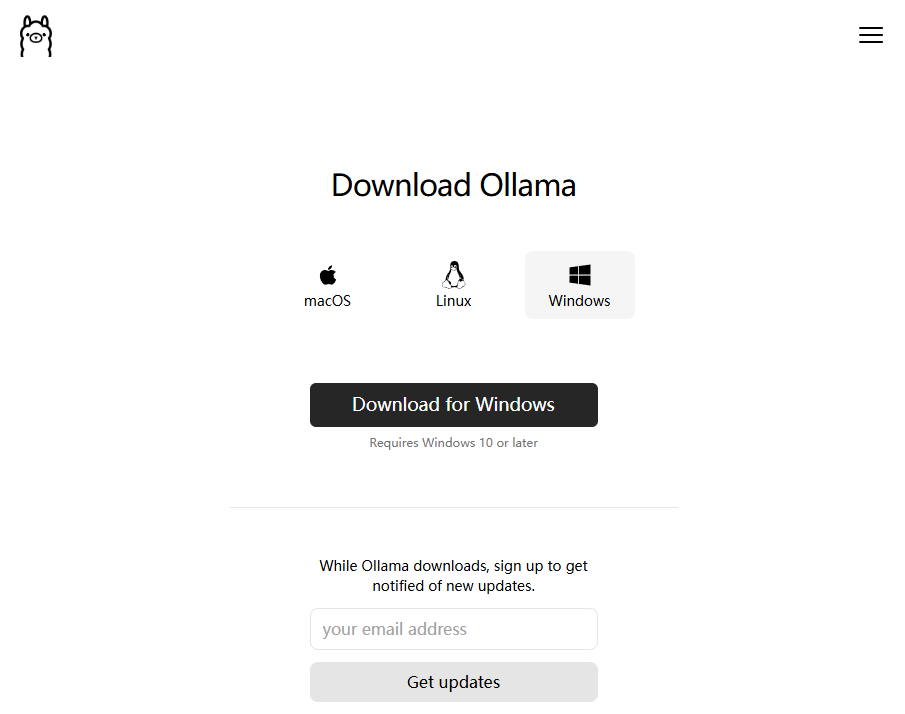 Download Ollama
macOS
Linux
Windows
Download for Windows
Requires Windows 10 or later
While Ollama downloads, sign up to get
notified of new updates.
your email address
Get updates